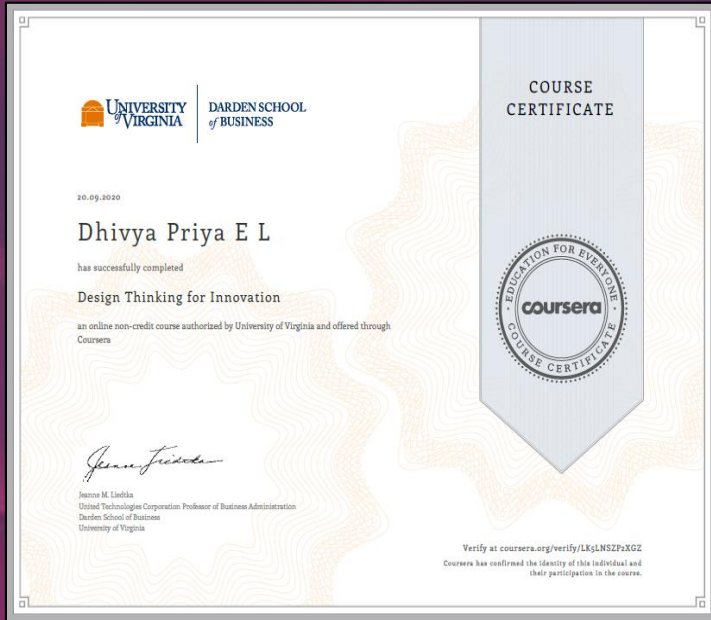 UNIVERSITY
of VIRGINIA
DARDEN SCHOOL
of BUSINESS
20.09.2020
Dhivya Priya E L
has successfully completed
Design Thinking for Innovation
an online non-credit course authorized by University of Virginia and offered through
Coursera
Jeanne M. Liedtka
United Technologies Corporation Professor of Business Administration
Darden School of Business
University of Virginia
COURSE
CERTIFICATE
EDUCATION FOR EVERYONE
coursera
COURSE CERTIFICATE
Verify at coursera.org/verify/LK5LNSZP2XGZ
Coursera has confirmed the identity of this individual and
their participation in the course.